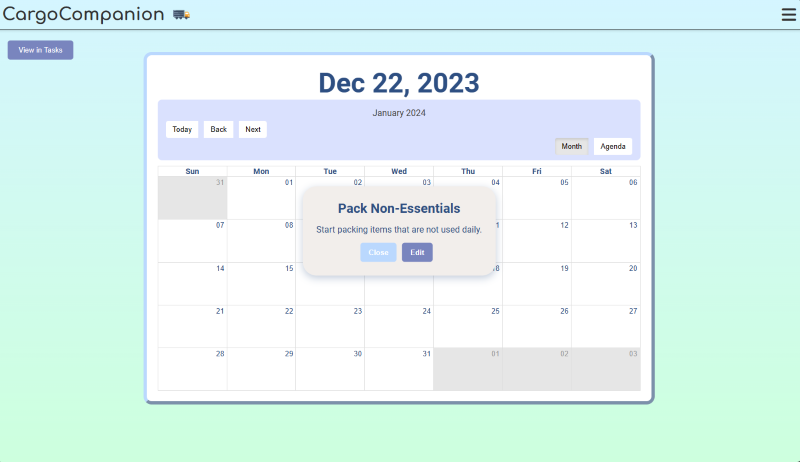 CargoCompanion
View in Tasks
Dec 22, 2023
January 2024
Today Back Next
Month Agenda
Sun Mon Tue Wed Thu Fri Sat
31 01 02 03 04 05 06
07 08 12 13
Pack Non-Essentials
Start packing items that are not used daily.
Close Edit
14 15 19 20
21 22 23 24 25 26 27
28 29 30 31 01 02 03